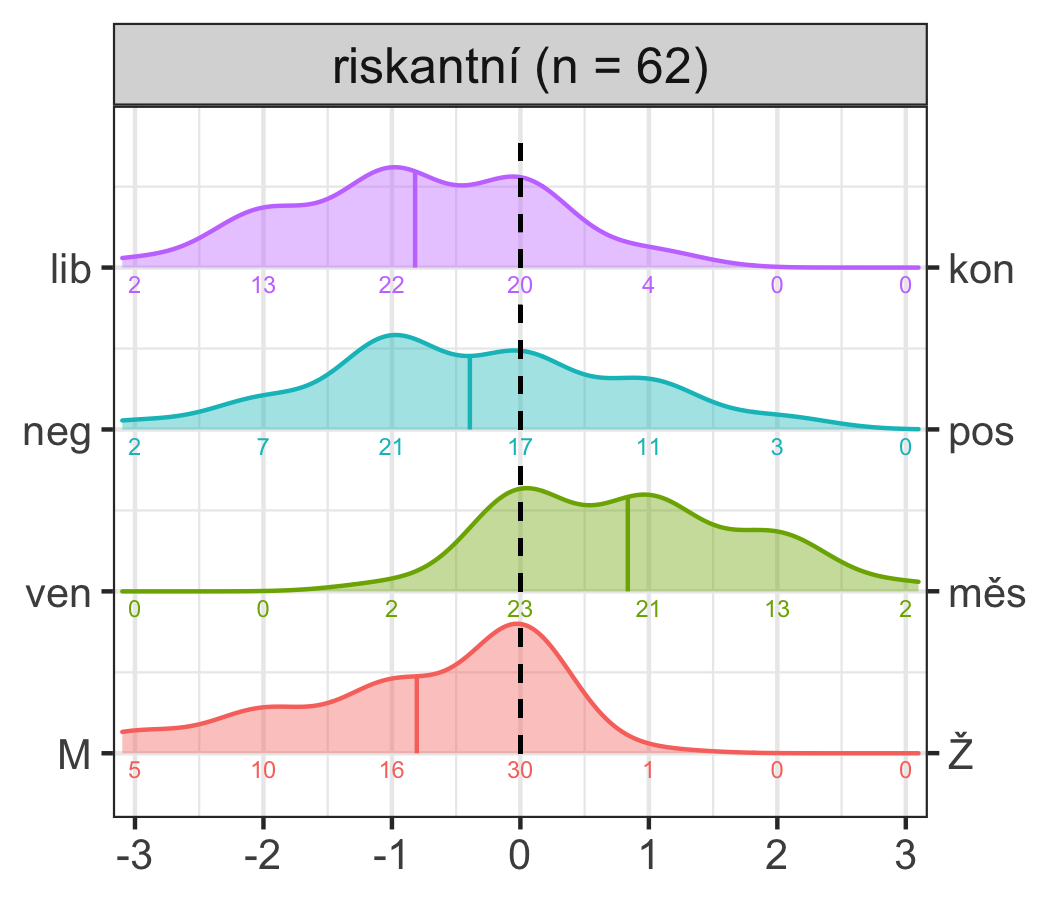 riskantní (n = 62)
lib kon
2 13 22 20 4 0 0
neg pos
2 7 21 17 11 3 0
ven měs
0 0 2 23 21 13 2
M Ž
5 10 16 30 1 0 0
-3 -2 -1 0 1 2 3